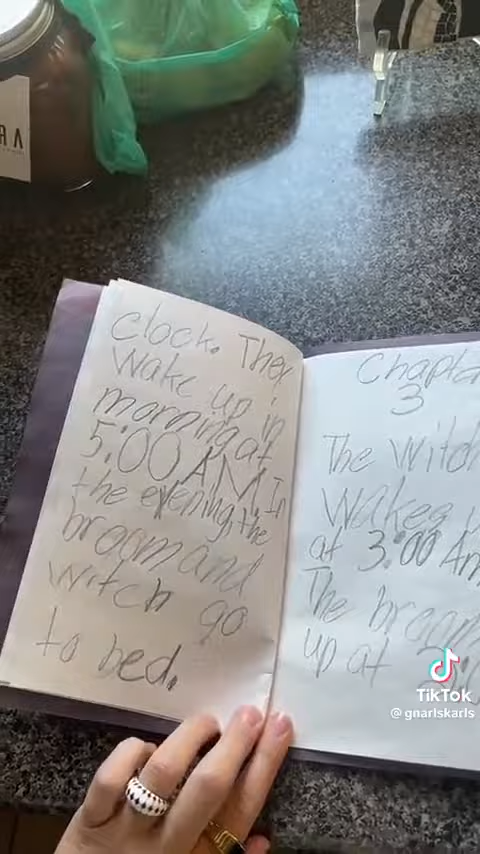 clock. They
wake up in
morning at
5:00 AM In
the evening the
broom and
witch go
to bed.
Chapte
3
The witch
wakes u
at 3:00 Am
The broom
up at
TikTok
@gnarlskarls